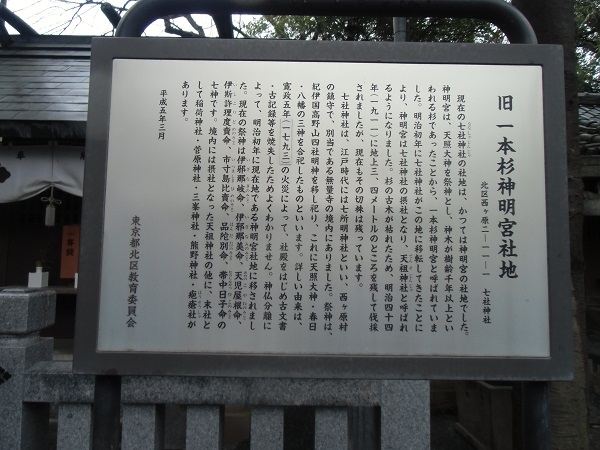 旧一本杉神明宮社地
北区西ヶ原二―一一―一 七社神社
現在の七社神社の社地は、かつては神明宮の社地でした。
神明宮は、天照大神を祭神とし、神木が樹齢千年以上とい
われる杉であったことから、一本杉神明宮と呼ばれていま
した。明治初年に七社神社がこの地に移転してきたことに
より、神明宮は七社神社の摂社となり、天祖神社と呼ばれ
るようになりました。杉の古木が枯れたため、明治四十四
年(一九一一)に地上三、四メートルのところを残して伐採
されましたが、現在もその切株は残っています。
七社神社は、江戸時代には七所明神社といい、西ヶ原村
の鎮守で、別当である無量寺の境内にありました。祭神は、
紀伊国高野山四社明神を移し祀り、これに天照大神・春日
・八幡の三神を合祀したものといいます。詳しい由来は、
寛政五年(一七九三)の火災によって、社殿をはじめ古文書
・古記録等を焼失したためよくわかりません。神仏分離に
よって、明治初年に現在地である神明宮社地に移されまし
た。現在の祭神は伊邪那岐命、伊邪那美命、天児屋根命、
伊斯許理度賣命、市寸島比賣命、品陀別命、帯中日子命の
七神です。境内には摂社となった天祖神社の他に、末社と
して稲荷神社・菅原神社・三峯神社・熊野神社・疱瘡社が
あります。
平成五年三月
東京都北区教育委員会